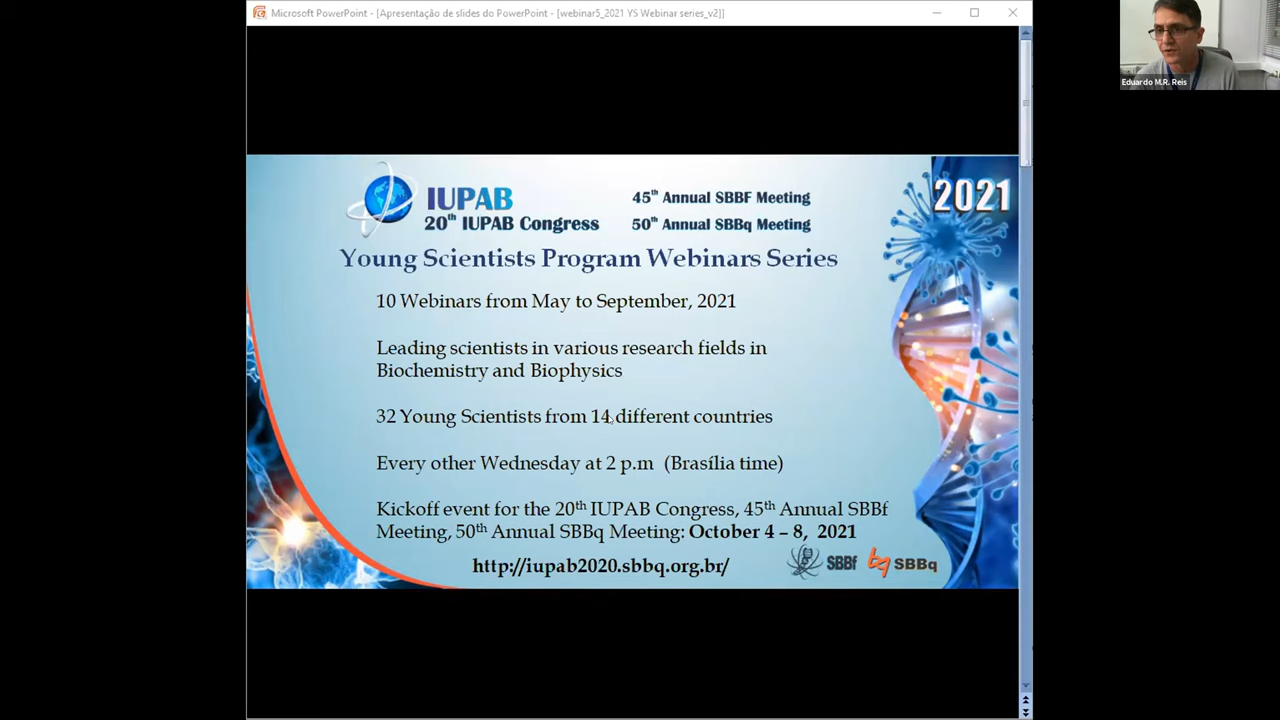 Microsoft PowerPoint - [Apresentação de slides do PowerPoint - [webinar5_2021 YS Webinar series_v2]]
Eduardo M.R. Reis
IUPAB
20th IUPAB Congress
45th Annual SBBF Meeting
50th Annual SBBq Meeting
2021
Young Scientists Program Webinars Series
10 Webinars from May to September, 2021
Leading scientists in various research fields in
Biochemistry and Biophysics
32 Young Scientists from 14 different countries
Every other Wednesday at 2 p.m (Brasília time)
Kickoff event for the 20th IUPAB Congress, 45th Annual SBBf
Meeting, 50th Annual SBBq Meeting: October 4 – 8, 2021
http://iupab2020.sbbq.org.br/
SBBf
bq SBBq